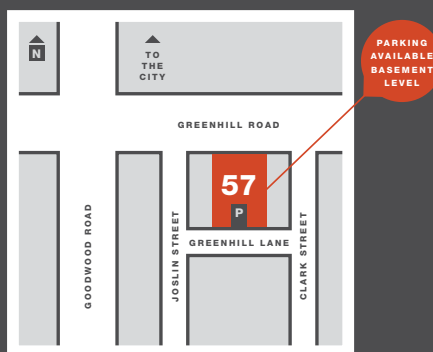 N
TO
THE
CITY
PARKING
AVAILABLE
BASEMENT
LEVEL
GREENHILL ROAD
57
P
GREENHILL LANE
GOODWOOD ROAD
JOSLIN STREET
CLARK STREET